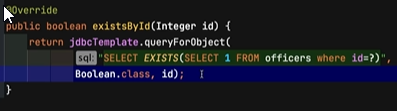 @Override
public boolean existsById(Integer id) {
return jdbcTemplate.queryForObject(
sql: "SELECT EXISTS(SELECT 1 FROM officers where id=?)",
Boolean.class, id);
}